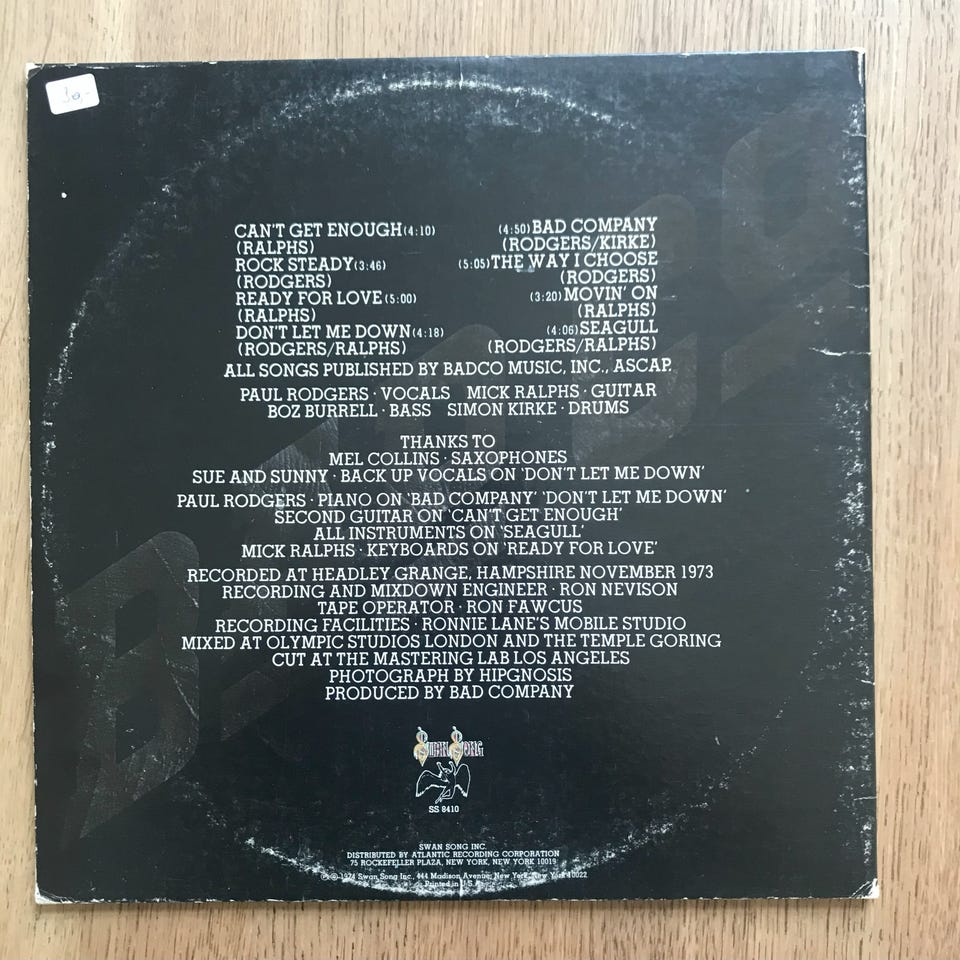 30,-
CAN'T GET ENOUGH (4:10)
(RALPHS)
ROCK STEADY (3:46)
(RODGERS)
READY FOR LOVE (5:00)
(RALPHS)
DON'T LET ME DOWN (4:18)
(RODGERS/RALPHS)
(4:50) BAD COMPANY
(RODGERS/KIRKE)
(5:05) THE WAY I CHOOSE
(RODGERS)
(3:20) MOVIN' ON
(RALPHS)
(4:06) SEAGULL
(RODGERS/RALPHS)
ALL SONGS PUBLISHED BY BADCO MUSIC, INC., ASCAP.
PAUL RODGERS · VOCALS MICK RALPHS · GUITAR
BOZ BURRELL · BASS SIMON KIRKE · DRUMS
THANKS TO
MEL COLLINS · SAXOPHONES
SUE AND SUNNY · BACK UP VOCALS ON 'DON'T LET ME DOWN'
PAUL RODGERS · PIANO ON 'BAD COMPANY' 'DON'T LET ME DOWN'
SECOND GUITAR ON 'CAN'T GET ENOUGH'
ALL INSTRUMENTS ON 'SEAGULL'
MICK RALPHS · KEYBOARDS ON 'READY FOR LOVE'
RECORDED AT HEADLEY GRANGE, HAMPSHIRE NOVEMBER 1973
RECORDING AND MIXDOWN ENGINEER · RON NEVISON
TAPE OPERATOR · RON FAWCUS
RECORDING FACILITIES · RONNIE LANE'S MOBILE STUDIO
MIXED AT OLYMPIC STUDIOS LONDON AND THE TEMPLE GORING
CUT AT THE MASTERING LAB LOS ANGELES
PHOTOGRAPH BY HIPGNOSIS
PRODUCED BY BAD COMPANY
SWAN SONG
SS 8410
SWAN SONG INC.
DISTRIBUTED BY ATLANTIC RECORDING CORPORATION
75 ROCKEFELLER PLAZA, NEW YORK, NEW YORK 10019
Ⓟ © 1974 Swan Song Inc., 444 Madison Avenue, New York, New York 10022
Printed in U.S.A.